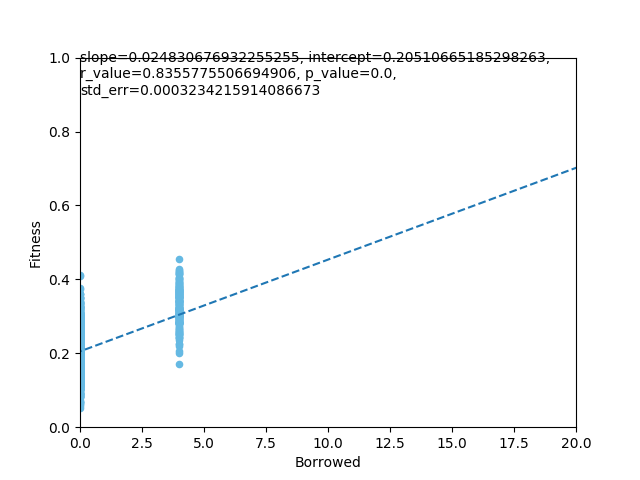 slope=0.024830676932255255, intercept=0.20510665185298263,
r_value=0.8355775506694906, p_value=0.0,
std_err=0.0003234215914086673
1.0
0.8
0.6
0.4
0.2
0.0
Fitness
0.0 2.5 5.0 7.5 10.0 12.5 15.0 17.5 20.0
Borrowed